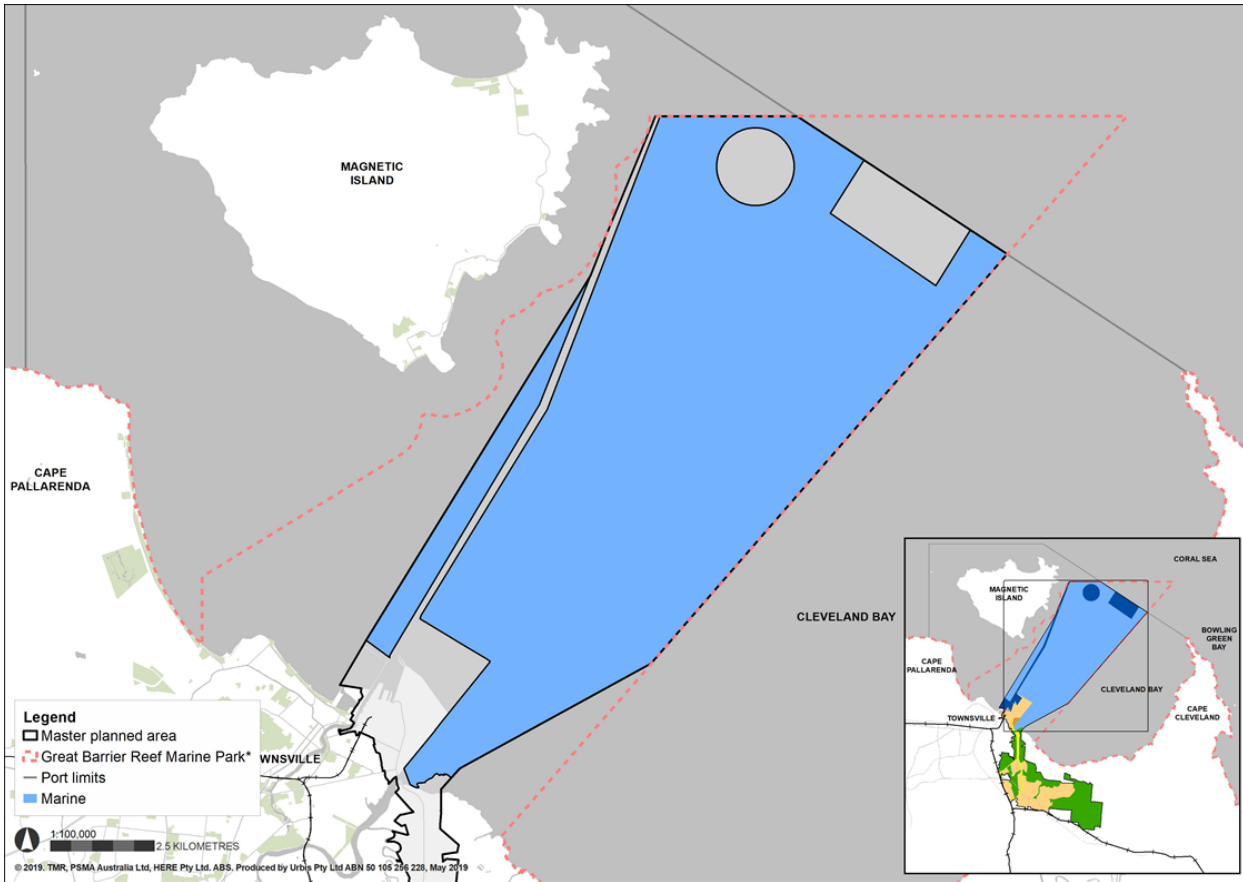 MAGNETIC
ISLAND
CAPE
PALLARENDA
CLEVELAND BAY
WNSVILLE
Legend
Master planned area
Great Barrier Reef Marine Park*
Port limits
Marine
1:100,000
2.5 KILOMETRES
© 2019. TMR, PSMA Australia Ltd, HERE Pty Ltd. ABS. Produced by Urbis Pty Ltd ABN 50 105 256 228, May 2019
CORAL SEA
MAGNETIC
ISLAND
BOWLING
GREEN
BAY
CAPE
PALLARENDA
CLEVELAND BAY
CAPE
CLEVELAND
TOWNSVILLE